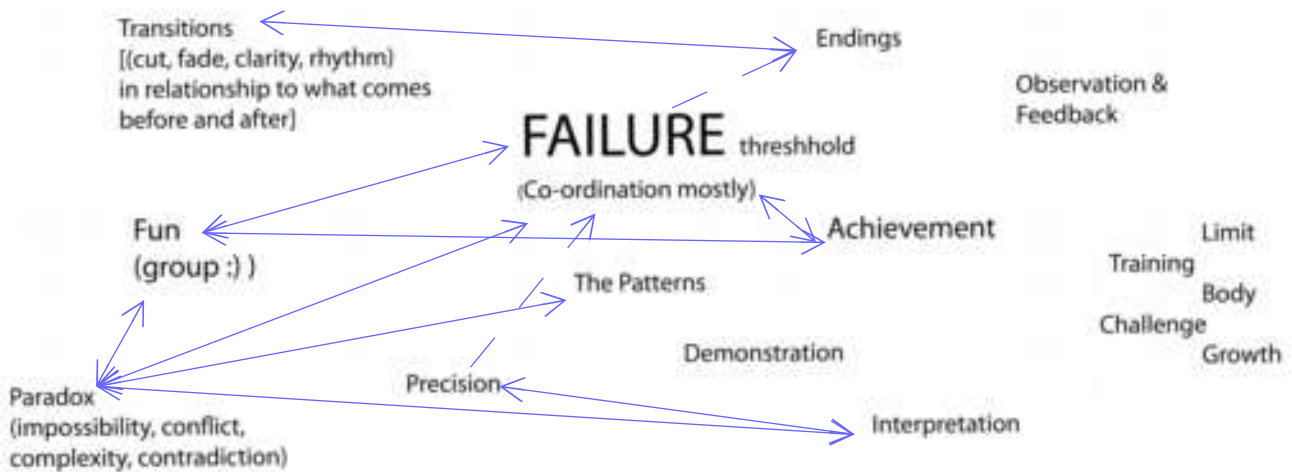 Transitions
[(cut, fade, clarity, rhythm)
in relationship to what comes
before and after]
Endings
Observation &
Feedback
FAILURE threshhold
(Co-ordination mostly)
Fun
(group :) )
Achievement
Limit
Training
Body
Challenge
Growth
The Patterns
Demonstration
Precision
Paradox
(impossibility, conflict,
complexity, contradiction)
Interpretation